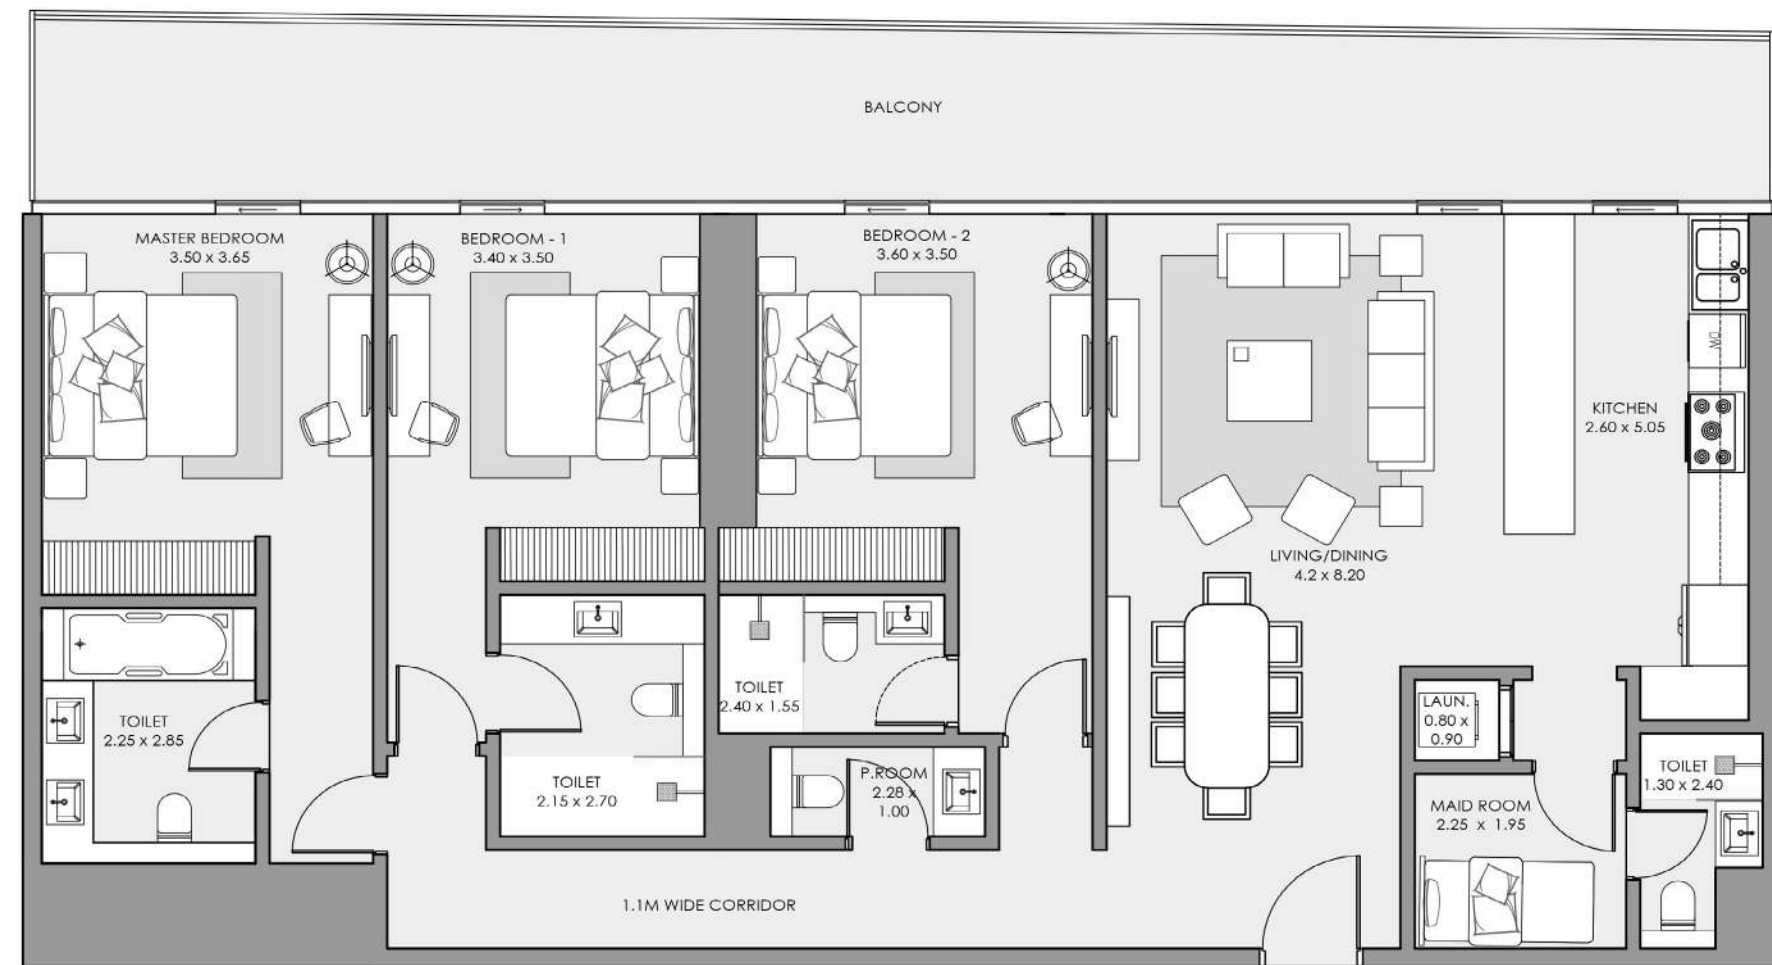 BALCONY
MASTER BEDROOM
3.50 x 3.65
BEDROOM - 1
3.40 x 3.50
BEDROOM - 2
3.60 x 3.50
KITCHEN
2.60 x 5.05
LIVING/DINING
4.2 x 8.20
TOILET
2.25 x 2.85
TOILET
2.15 x 2.70
TOILET
2.40 x 1.55
P.ROOM
2.28 x
1.00
LAUN.
0.80 x
0.90
MAID ROOM
2.25 x 1.95
TOILET
1.30 x 2.40
1.1M WIDE CORRIDOR